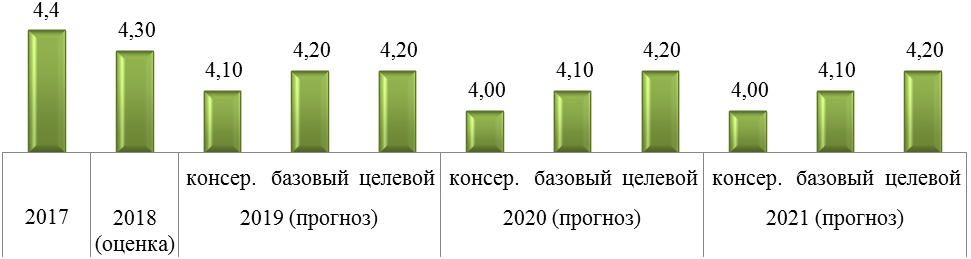 4,4
4,30
4,10
4,20
4,20
4,00
4,10
4,20
4,00
4,10
4,20
консер. базовый целевой
консер. базовый целевой
консер. базовый целевой
2017
2018
(оценка)
2019 (прогноз)
2020 (прогноз)
2021 (прогноз)